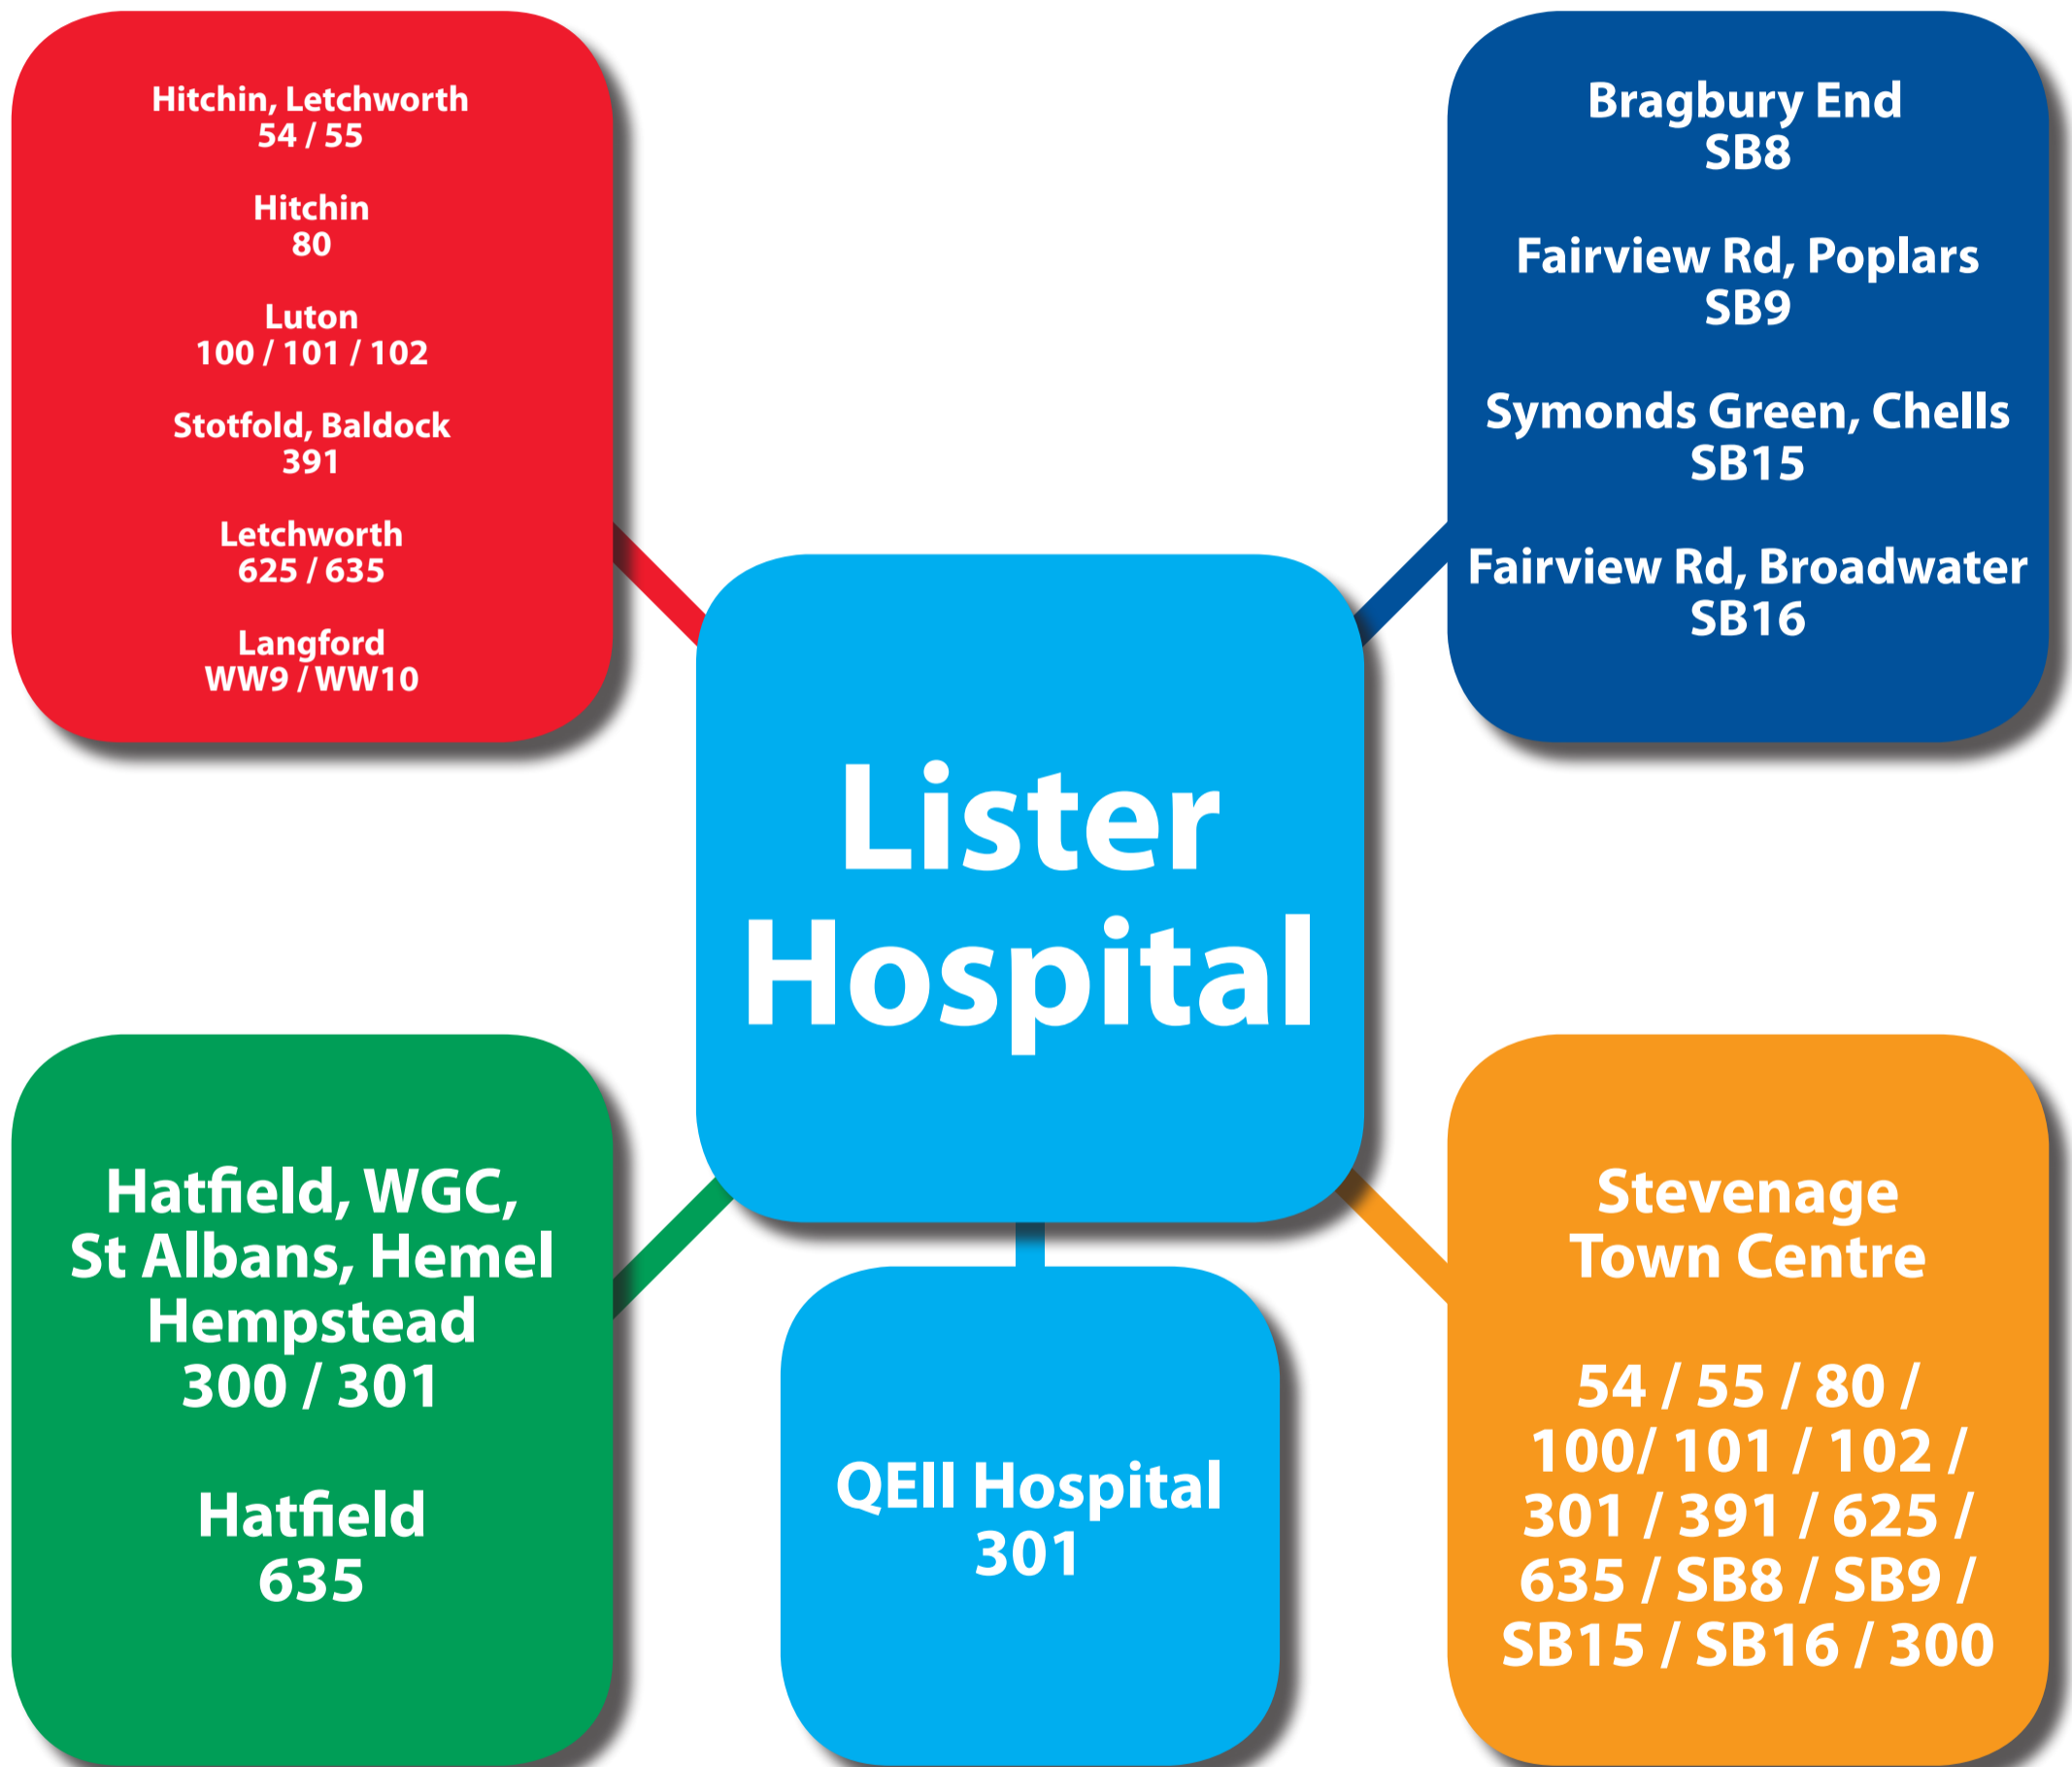 Hitchin, Letchworth
54 / 55
Hitchin
80
Luton
100 / 101 / 102
Stotfold, Baldock
391
Letchworth
625 / 635
Langford
WW9 / WW10
Bragbury End
SB8
Fairview Rd, Poplars
SB9
Symonds Green, Chells
SB15
Fairview Rd, Broadwater
SB16
Lister
Hospital
Hatfield, WGC,
St Albans, Hemel
Hempstead
300 / 301
Hatfield
635
QEII Hospital
301
Stevenage
Town Centre
54 / 55 / 80 /
100/ 101 / 102 /
301 / 391 / 625 /
635 / SB8 / SB9 /
SB15 / SB16 / 300